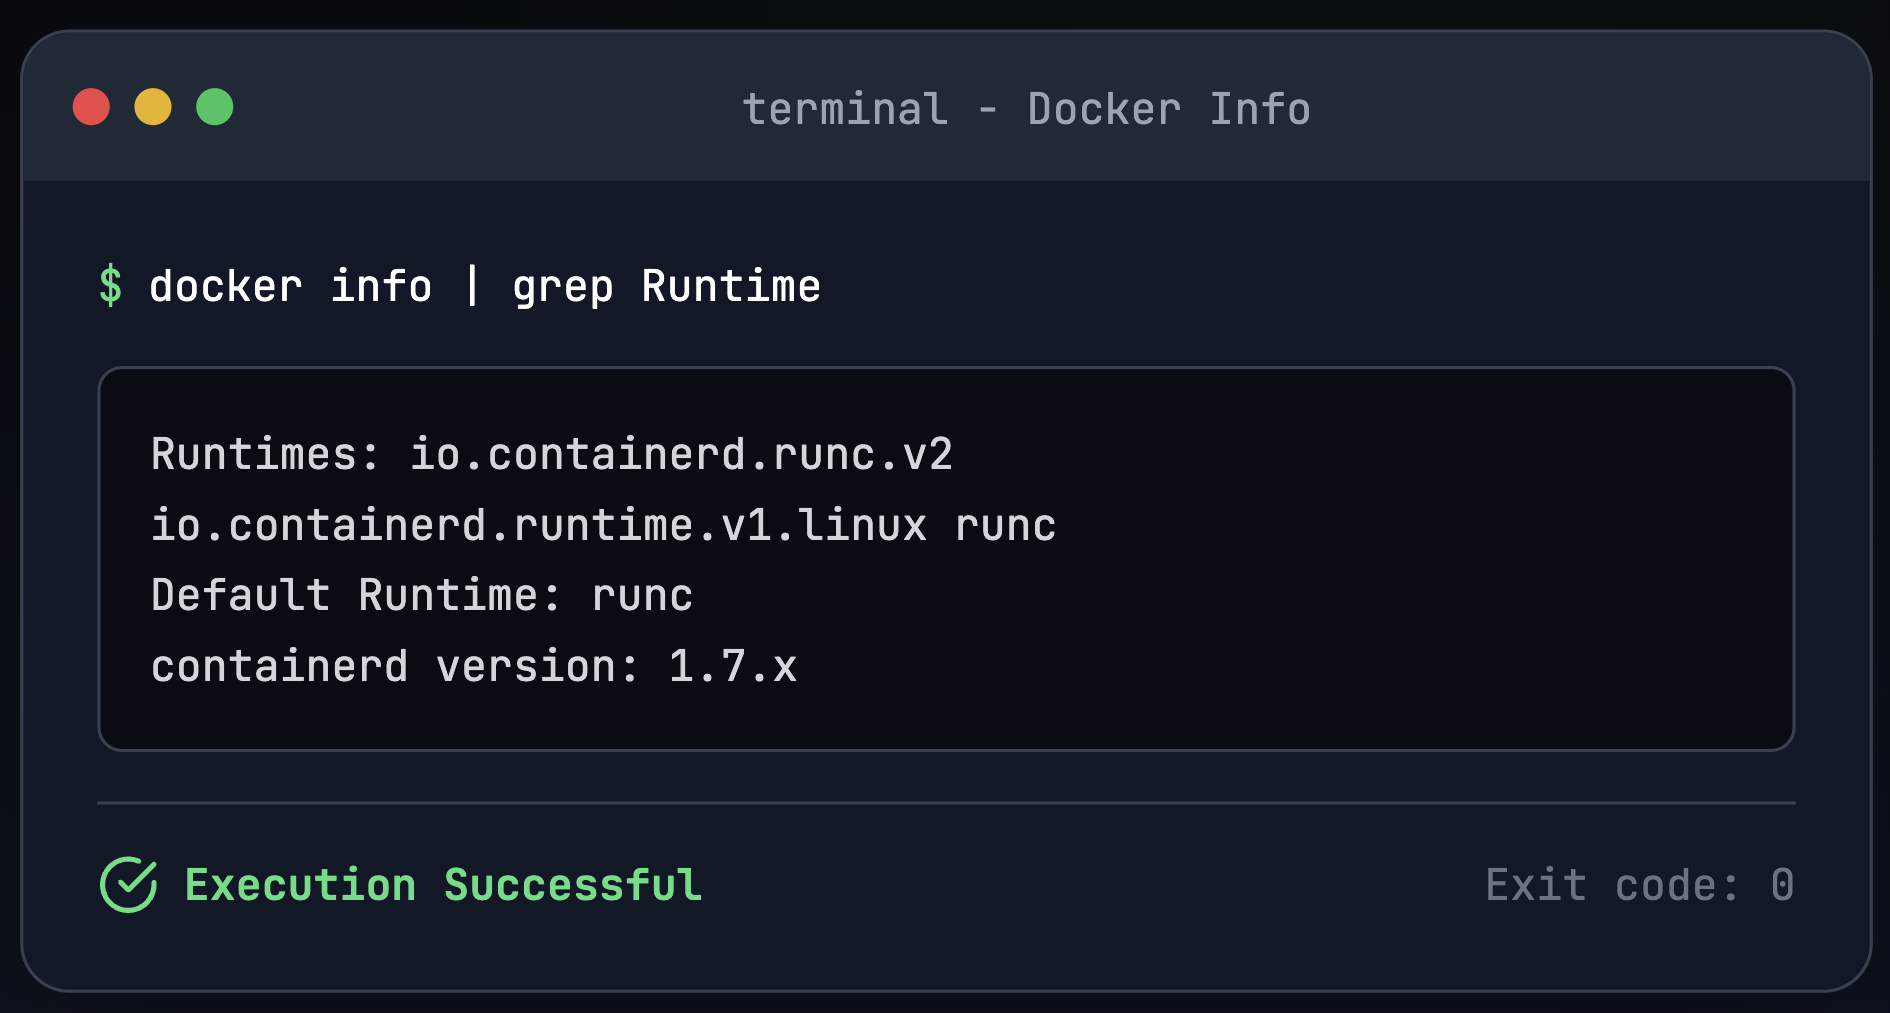 terminal - Docker Info
$ docker info | grep Runtime
Runtimes: io.containerd.runc.v2
io.containerd.runtime.v1.linux runc
Default Runtime: runc
containerd version: 1.7.x
Execution Successful
Exit code: 0